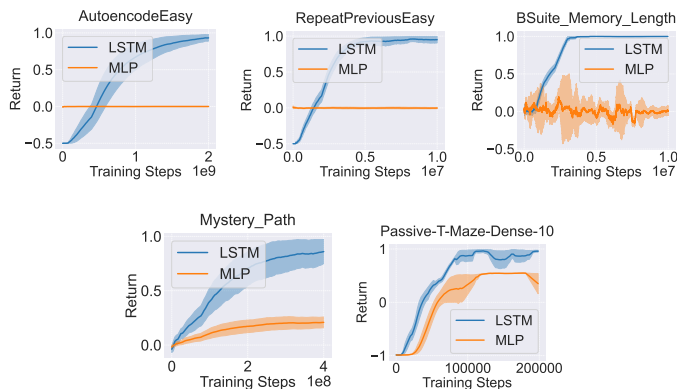 AutoencodeEasy
Return
1.0
0.5
0.0
−0.5
LSTM
MLP
0
1
2
Training Steps
1e9
RepeatPreviousEasy
Return
1.0
0.5
0.0
−0.5
LSTM
MLP
0.0
0.5
1.0
Training Steps
1e7
BSuite_Memory_Length
Return
1.0
0.5
0.0
−0.5
LSTM
MLP
0.0
0.5
1.0
Training Steps
1e7
Mystery_Path
Return
1.0
0.5
0.0
LSTM
MLP
0
2
4
Training Steps
1e8
Passive-T-Maze-Dense-10
Return
1
0
−1
LSTM
MLP
0
100000
200000
Training Steps